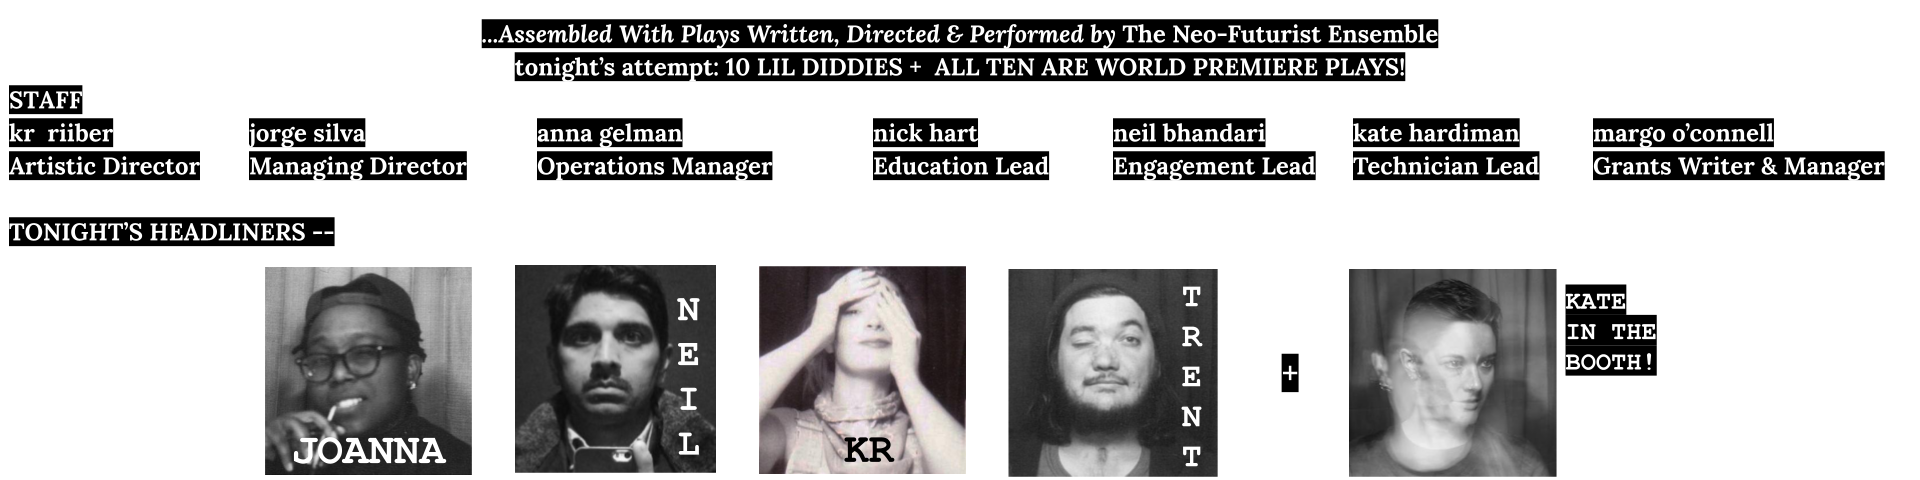 ...Assembled With Plays Written, Directed & Performed by The Neo-Futurist Ensemble
tonight’s attempt: 10 LIL DIDDIES +  ALL TEN ARE WORLD PREMIERE PLAYS!
STAFF
kr  riiber jorge silva anna gelman nick hart neil bhandari kate hardiman margo o’connell
Artistic Director Managing Director Operations Manager Education Lead Engagement Lead Technician Lead Grants Writer & Manager
TONIGHT’S HEADLINERS --
JOANNA
NEIL
KR
TRENT
+
KATE
IN THE
BOOTH!